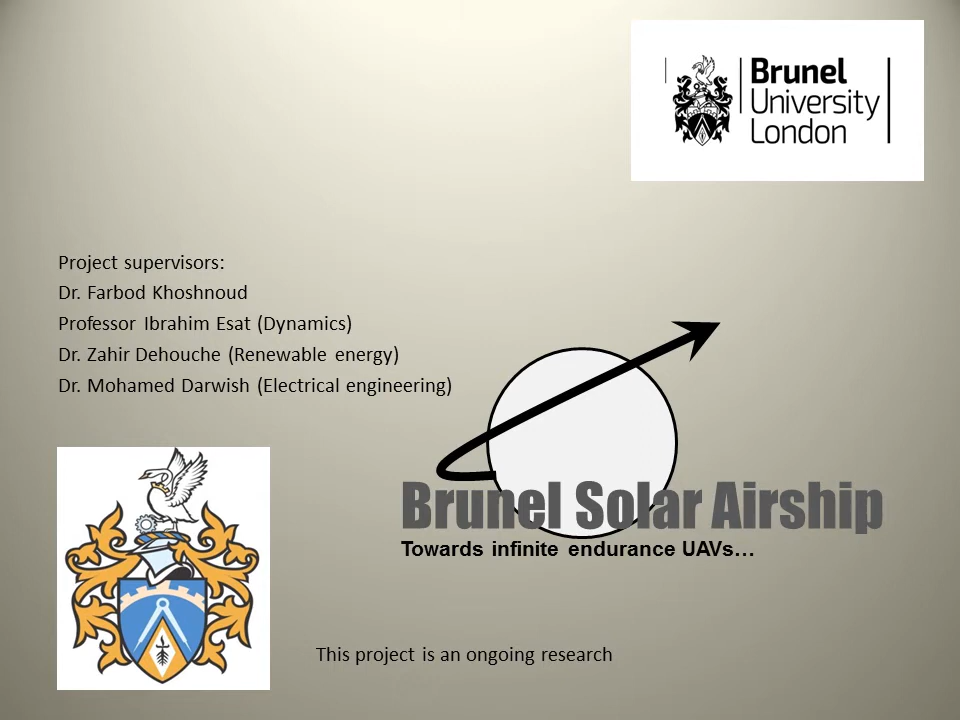 Brunel
University
London
Project supervisors:
Dr. Farbod Khoshnoud
Professor Ibrahim Esat (Dynamics)
Dr. Zahir Dehouche (Renewable energy)
Dr. Mohamed Darwish (Electrical engineering)
Brunel Solar Airship
Towards infinite endurance UAVs…
This project is an ongoing research